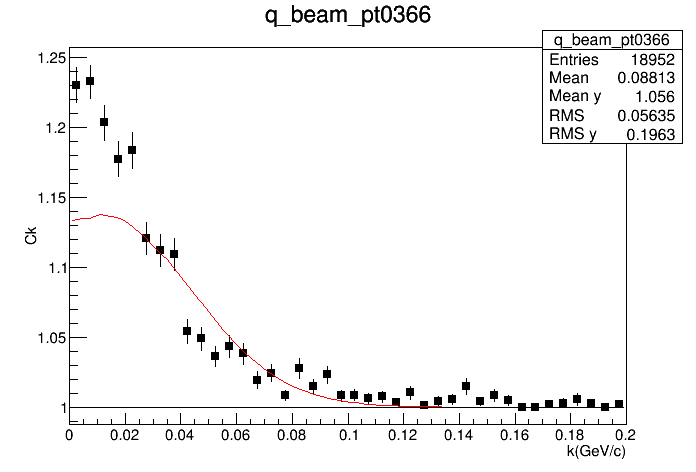 q_beam_pt0366
q_beam_pt0366
Entries 18952
Mean 0.08813
Mean y 1.056
RMS 0.05635
RMS y 0.1963
1.25
1.2
1.15
1.1
1.05
1
Ck
0 0.02 0.04 0.06 0.08 0.1 0.12 0.14 0.16 0.18 0.2
k(GeV/c)